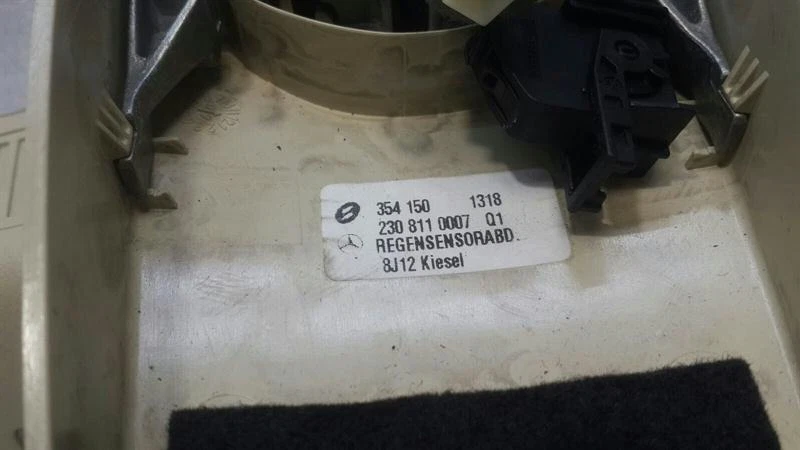 354 150 1318
230 811 0007 Q1
REGENSENSORABD.
8J12 Kiesel